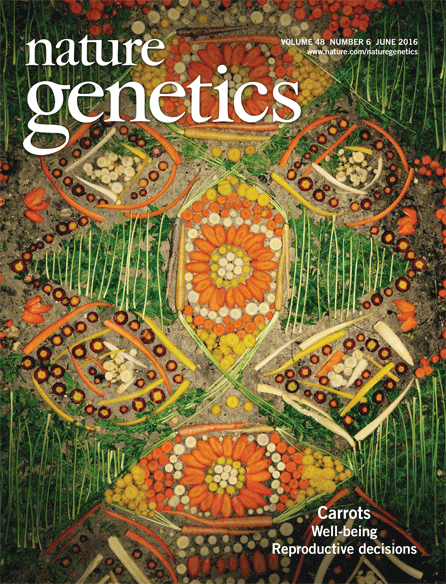 nature
genetics
VOLUME 48 NUMBER 6 JUNE 2016
www.nature.com/naturegenetics
Carrots
Well-being
Reproductive decisions